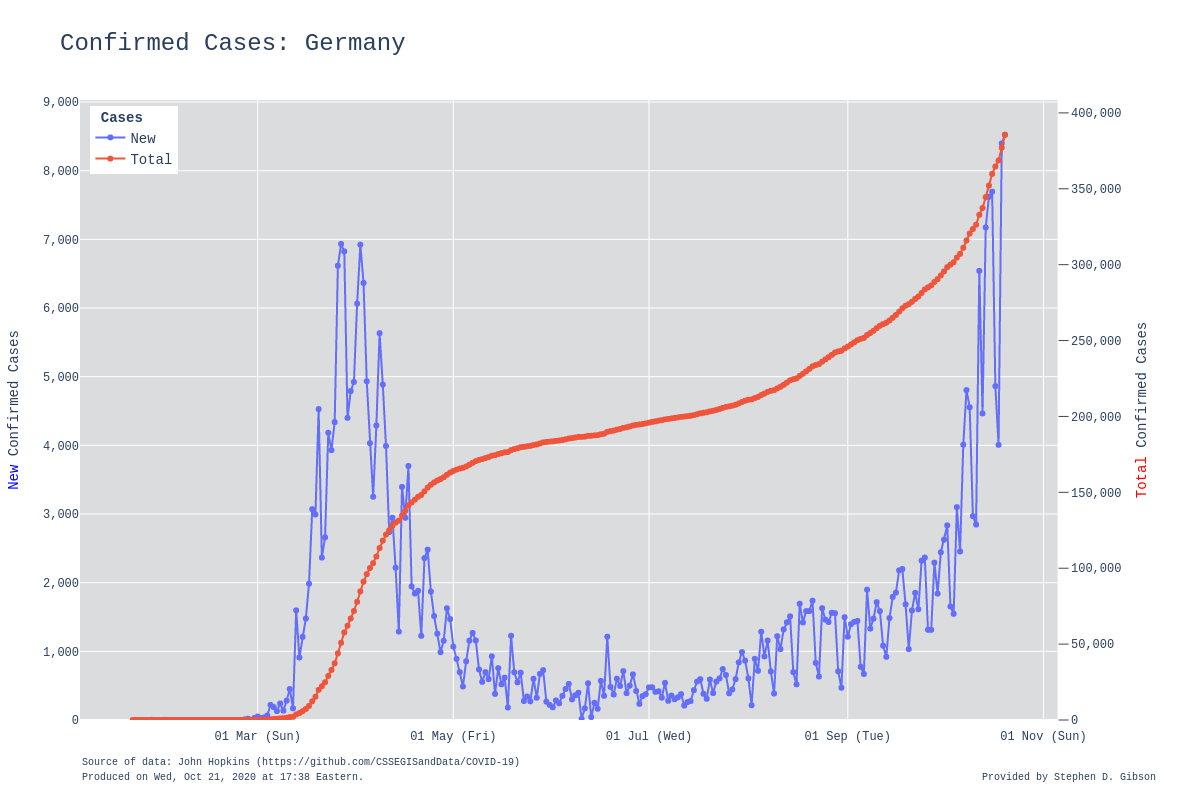 Confirmed Cases: Germany
Cases
New
Total
9,000
8,000
7,000
6,000
5,000
4,000
3,000
2,000
1,000
0
New Confirmed Cases
400,000
350,000
300,000
250,000
200,000
150,000
100,000
50,000
0
Total Confirmed Cases
01 Mar (Sun) 01 May (Fri) 01 Jul (Wed) 01 Sep (Tue) 01 Nov (Sun)
Source of data: John Hopkins (https://github.com/CSSEGISandData/COVID-19)
Produced on Wed, Oct 21, 2020 at 17:38 Eastern.
Provided by Stephen D. Gibson